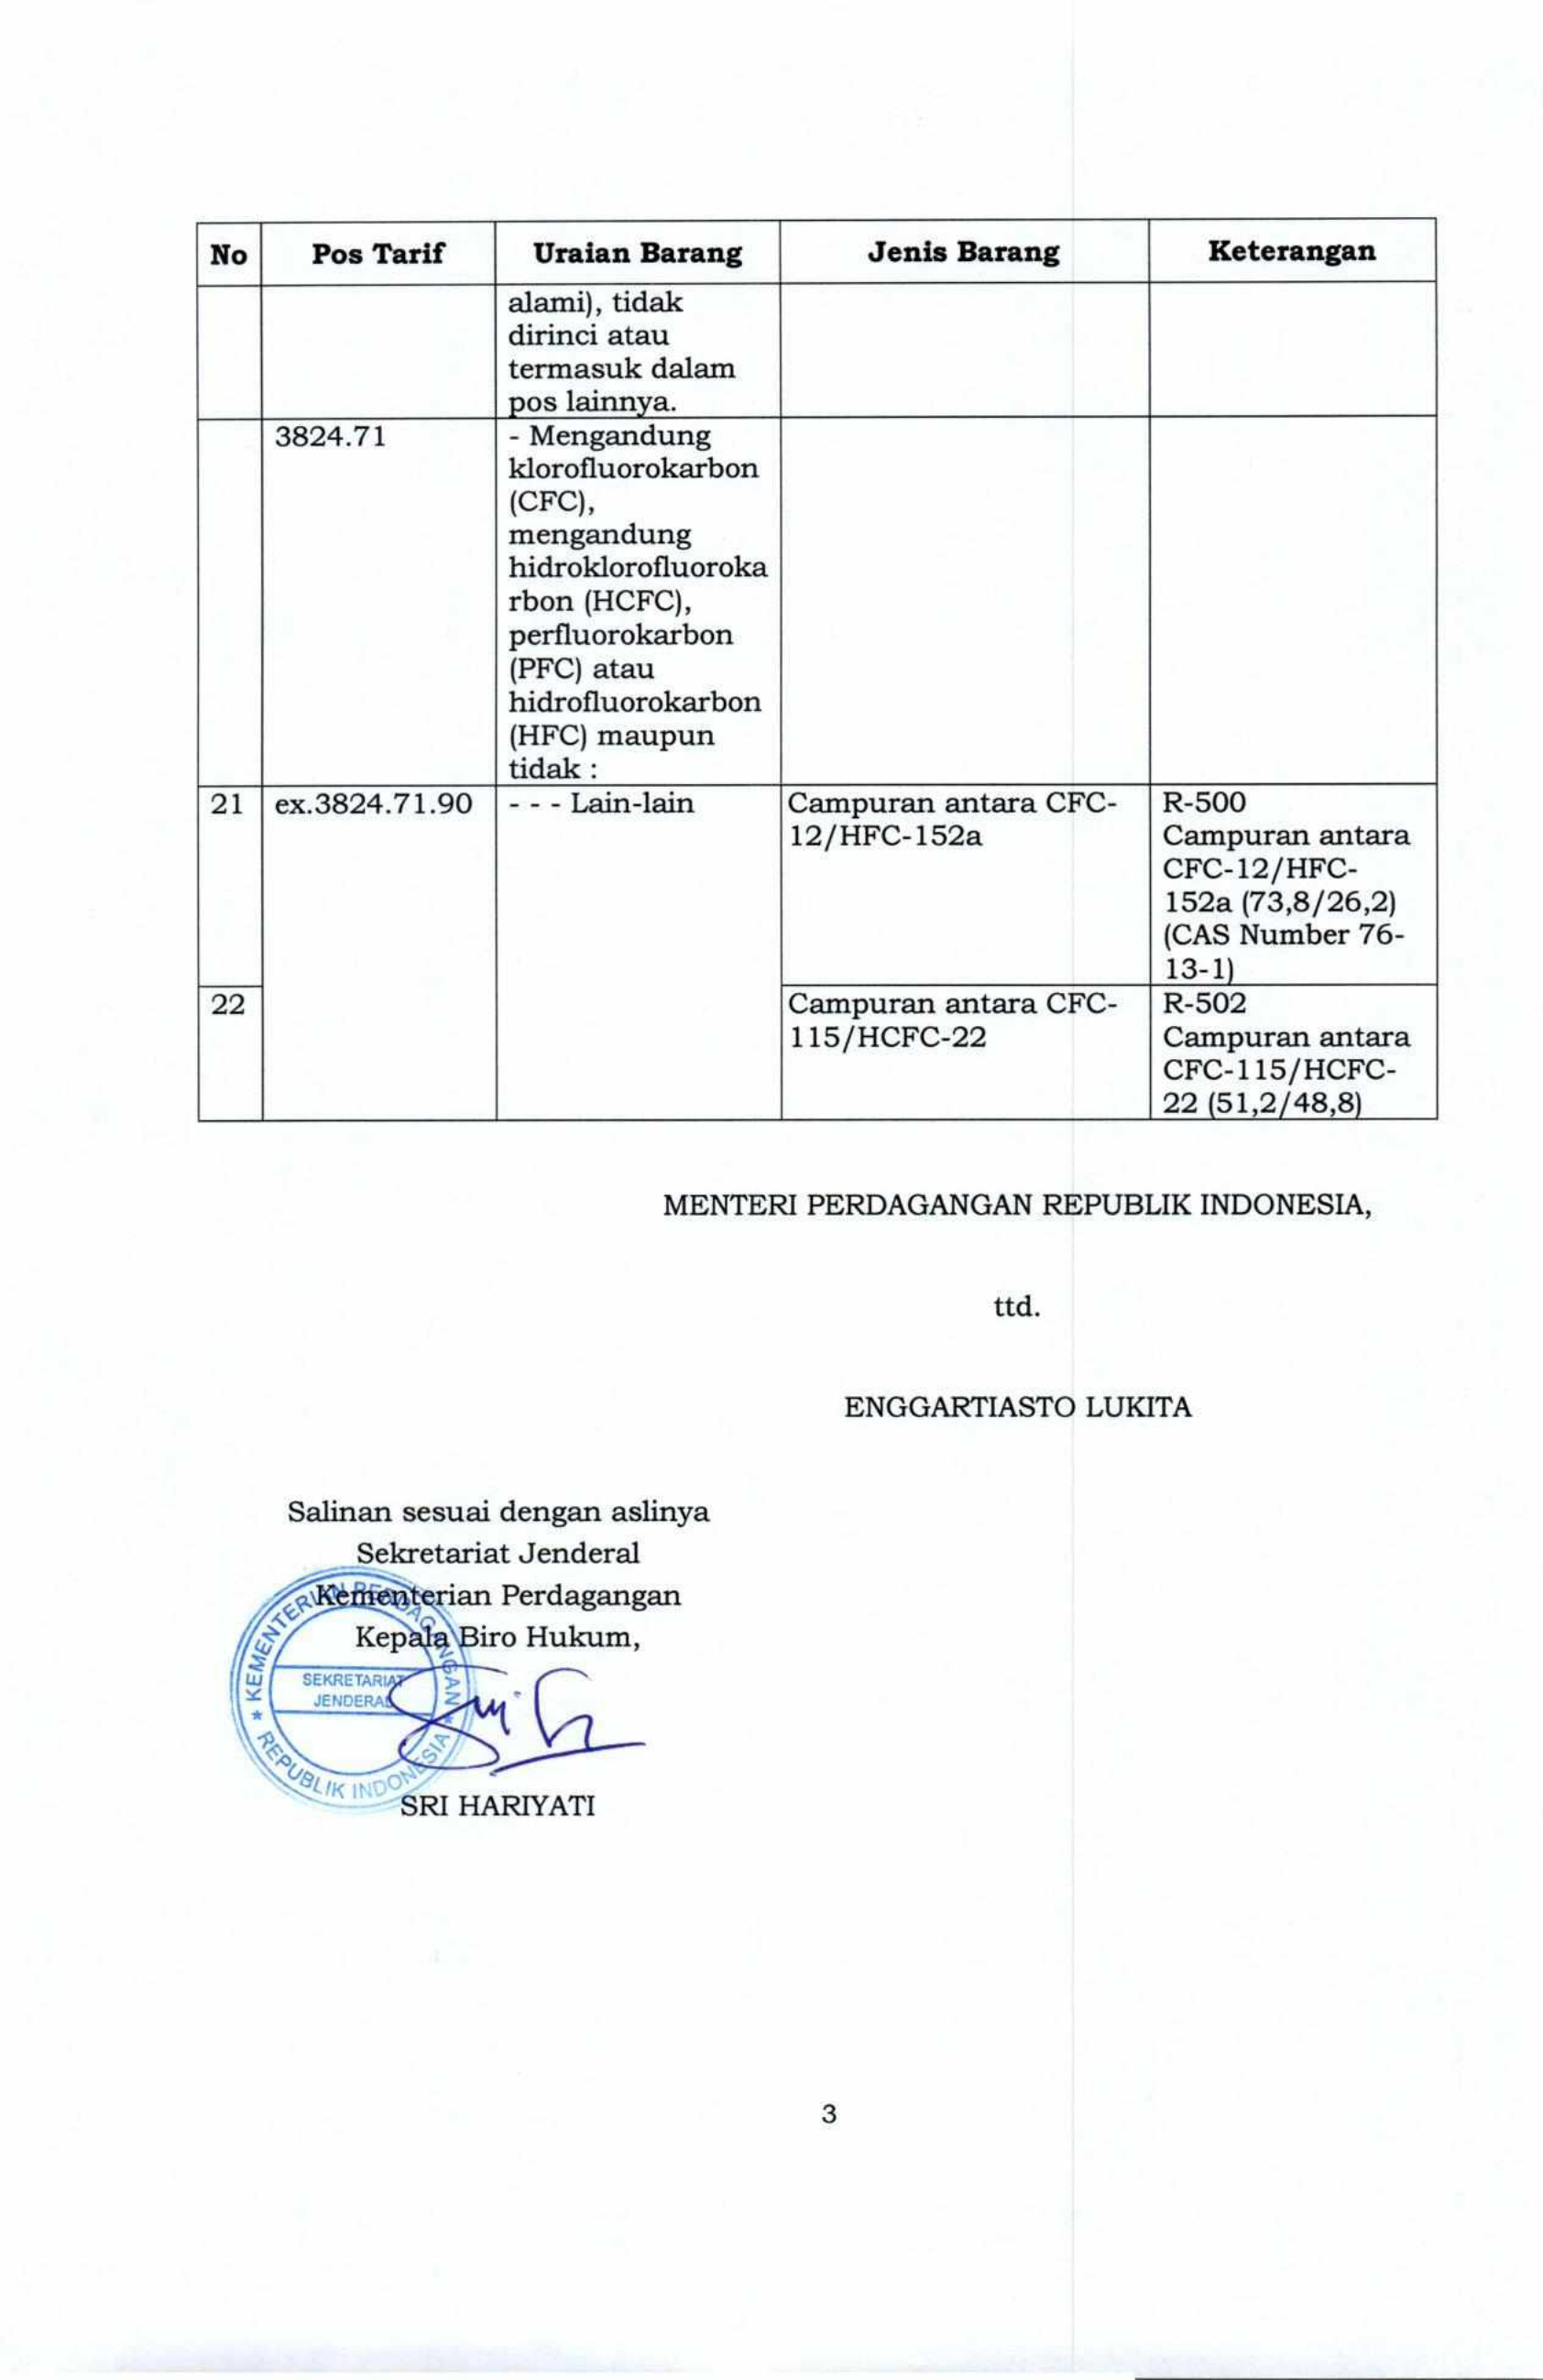 No Pos Tarif Uraian Barang Jenis Barang Keterangan
alami), tidak
dirinci atau
termasuk dalam
pos lainnya.
3824.71 - Mengandung
klorofluorokarbon
(CFC),
mengandung
hidroklorofluoroka
rbon (HCFC),
perfluorokarbon
(PFC) atau
hidrofluorokarbon
(HFC) maupun
tidak :
21 ex.3824.71.90 - - - Lain-lain Campuran antara CFC- R-500
12/HFC-152a Campuran antara
CFC-12/HFC-
152a (73,8/26,2)
(CAS Number 76-
13-1)
22 Campuran antara CFC- R-502
115/HCFC-22 Campuran antara
CFC-115/HCFC-
22 (51,2/48,8)
MENTERI PERDAGANGAN REPUBLIK INDONESIA,
ttd.
ENGGARTIASTO LUKITA
Salinan sesuai dengan aslinya
Sekretariat Jenderal
Kementerian Perdagangan
Kepala Biro Hukum,
KEMENTERIAN PERDAGANGAN
SEKRETARIAT
JENDERAL
REPUBLIK INDONESIA
SRI HARIYATI
3